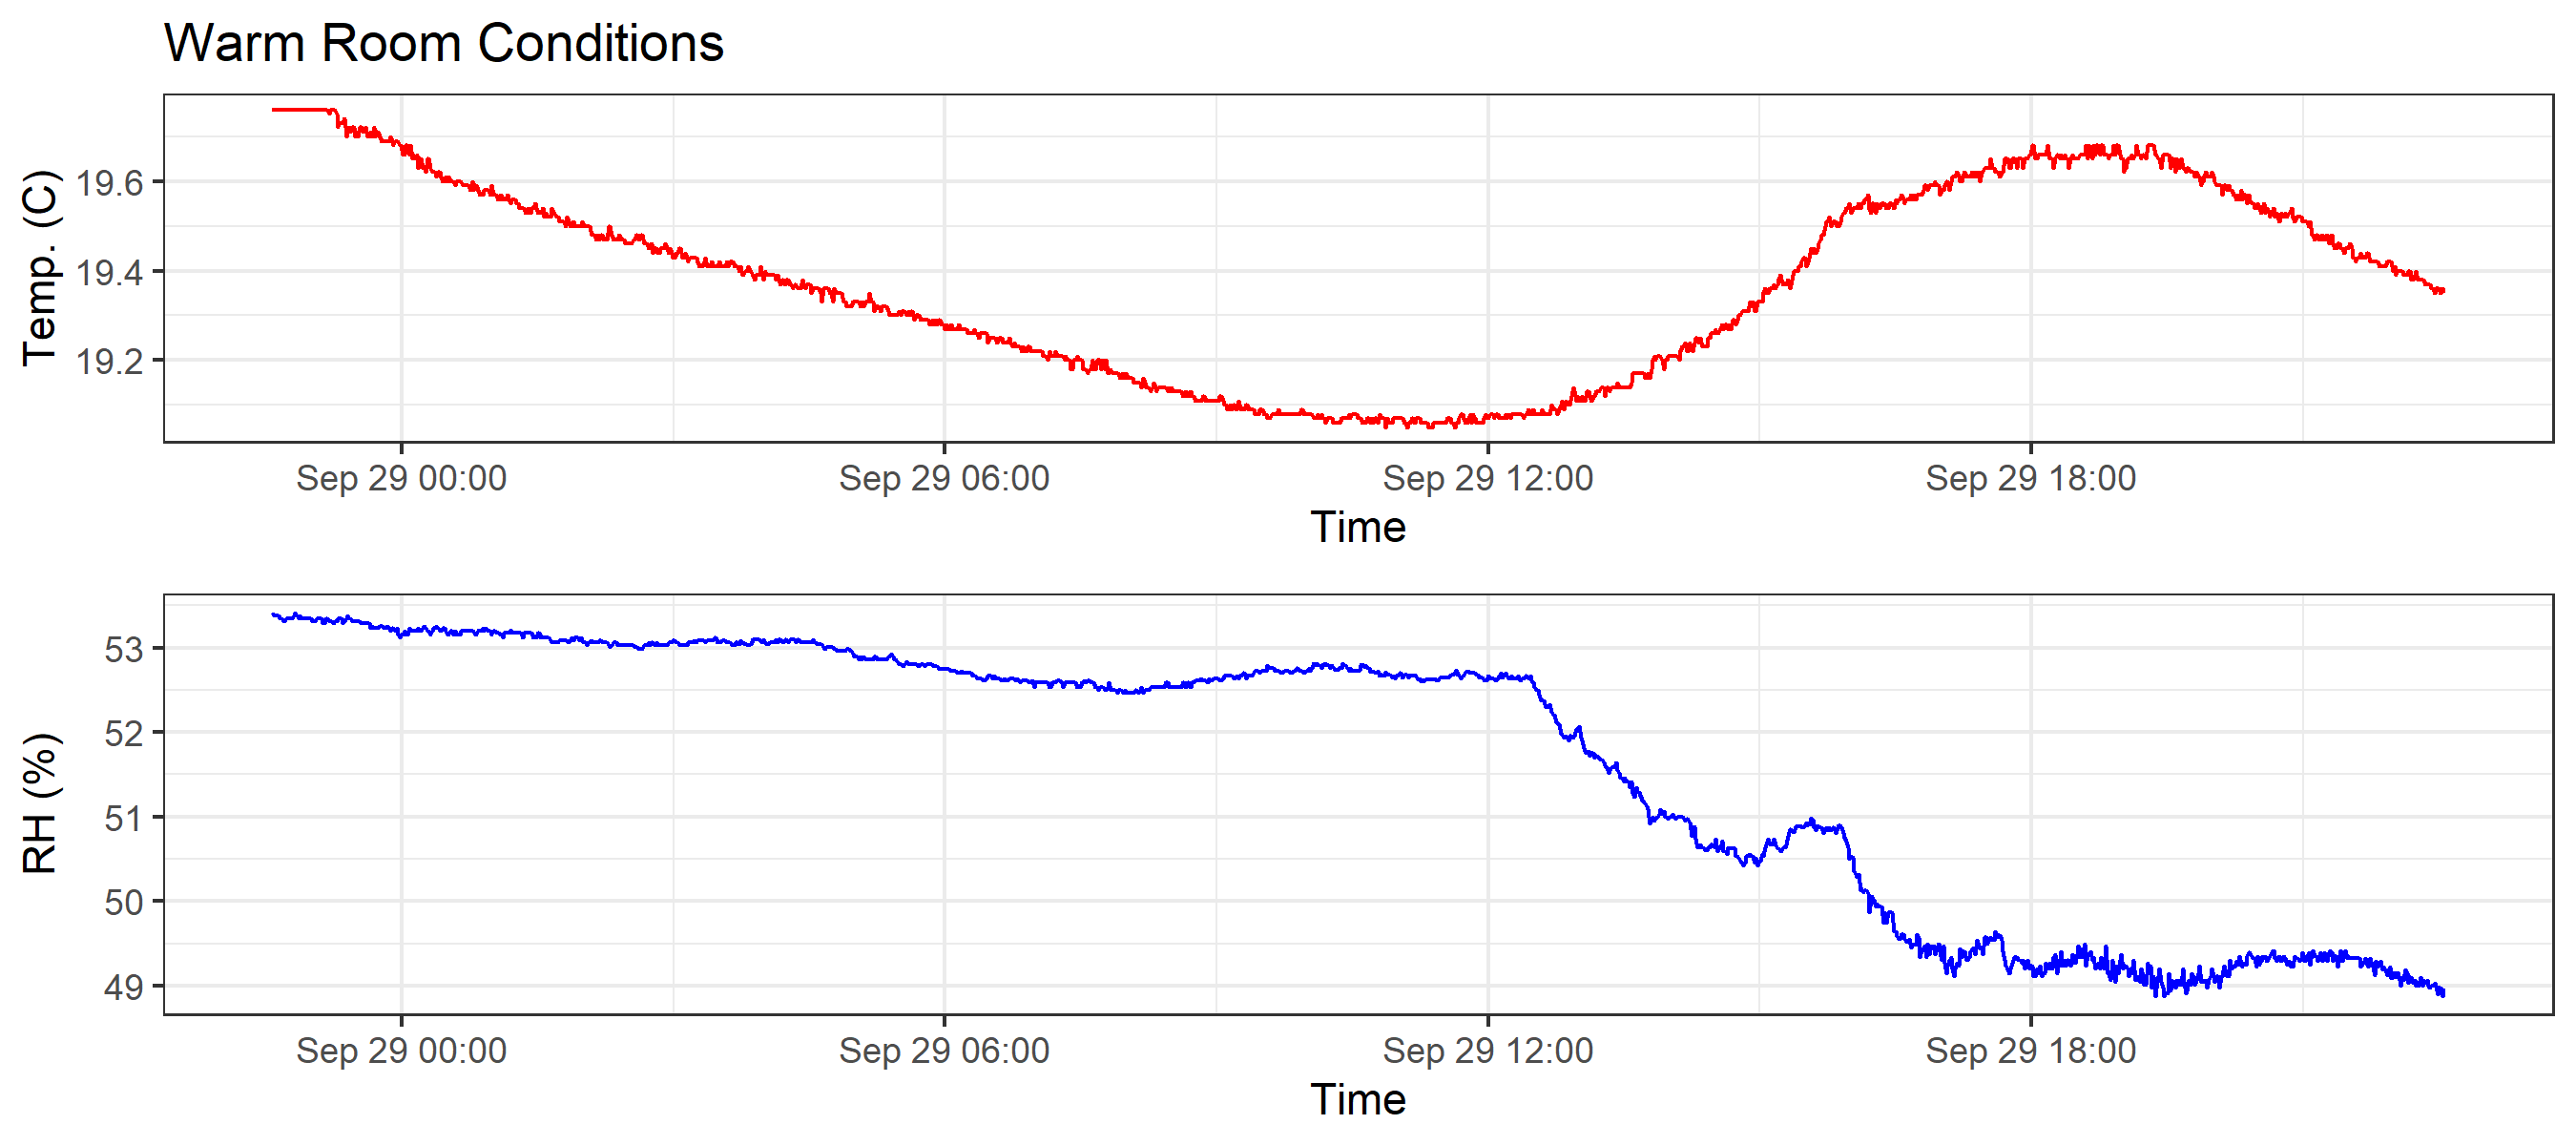 Warm Room Conditions
Temp. (C)
19.6
19.4
19.2
Sep 29 00:00 Sep 29 06:00 Sep 29 12:00 Sep 29 18:00
Time
RH (%)
53
52
51
50
49
Sep 29 00:00 Sep 29 06:00 Sep 29 12:00 Sep 29 18:00
Time